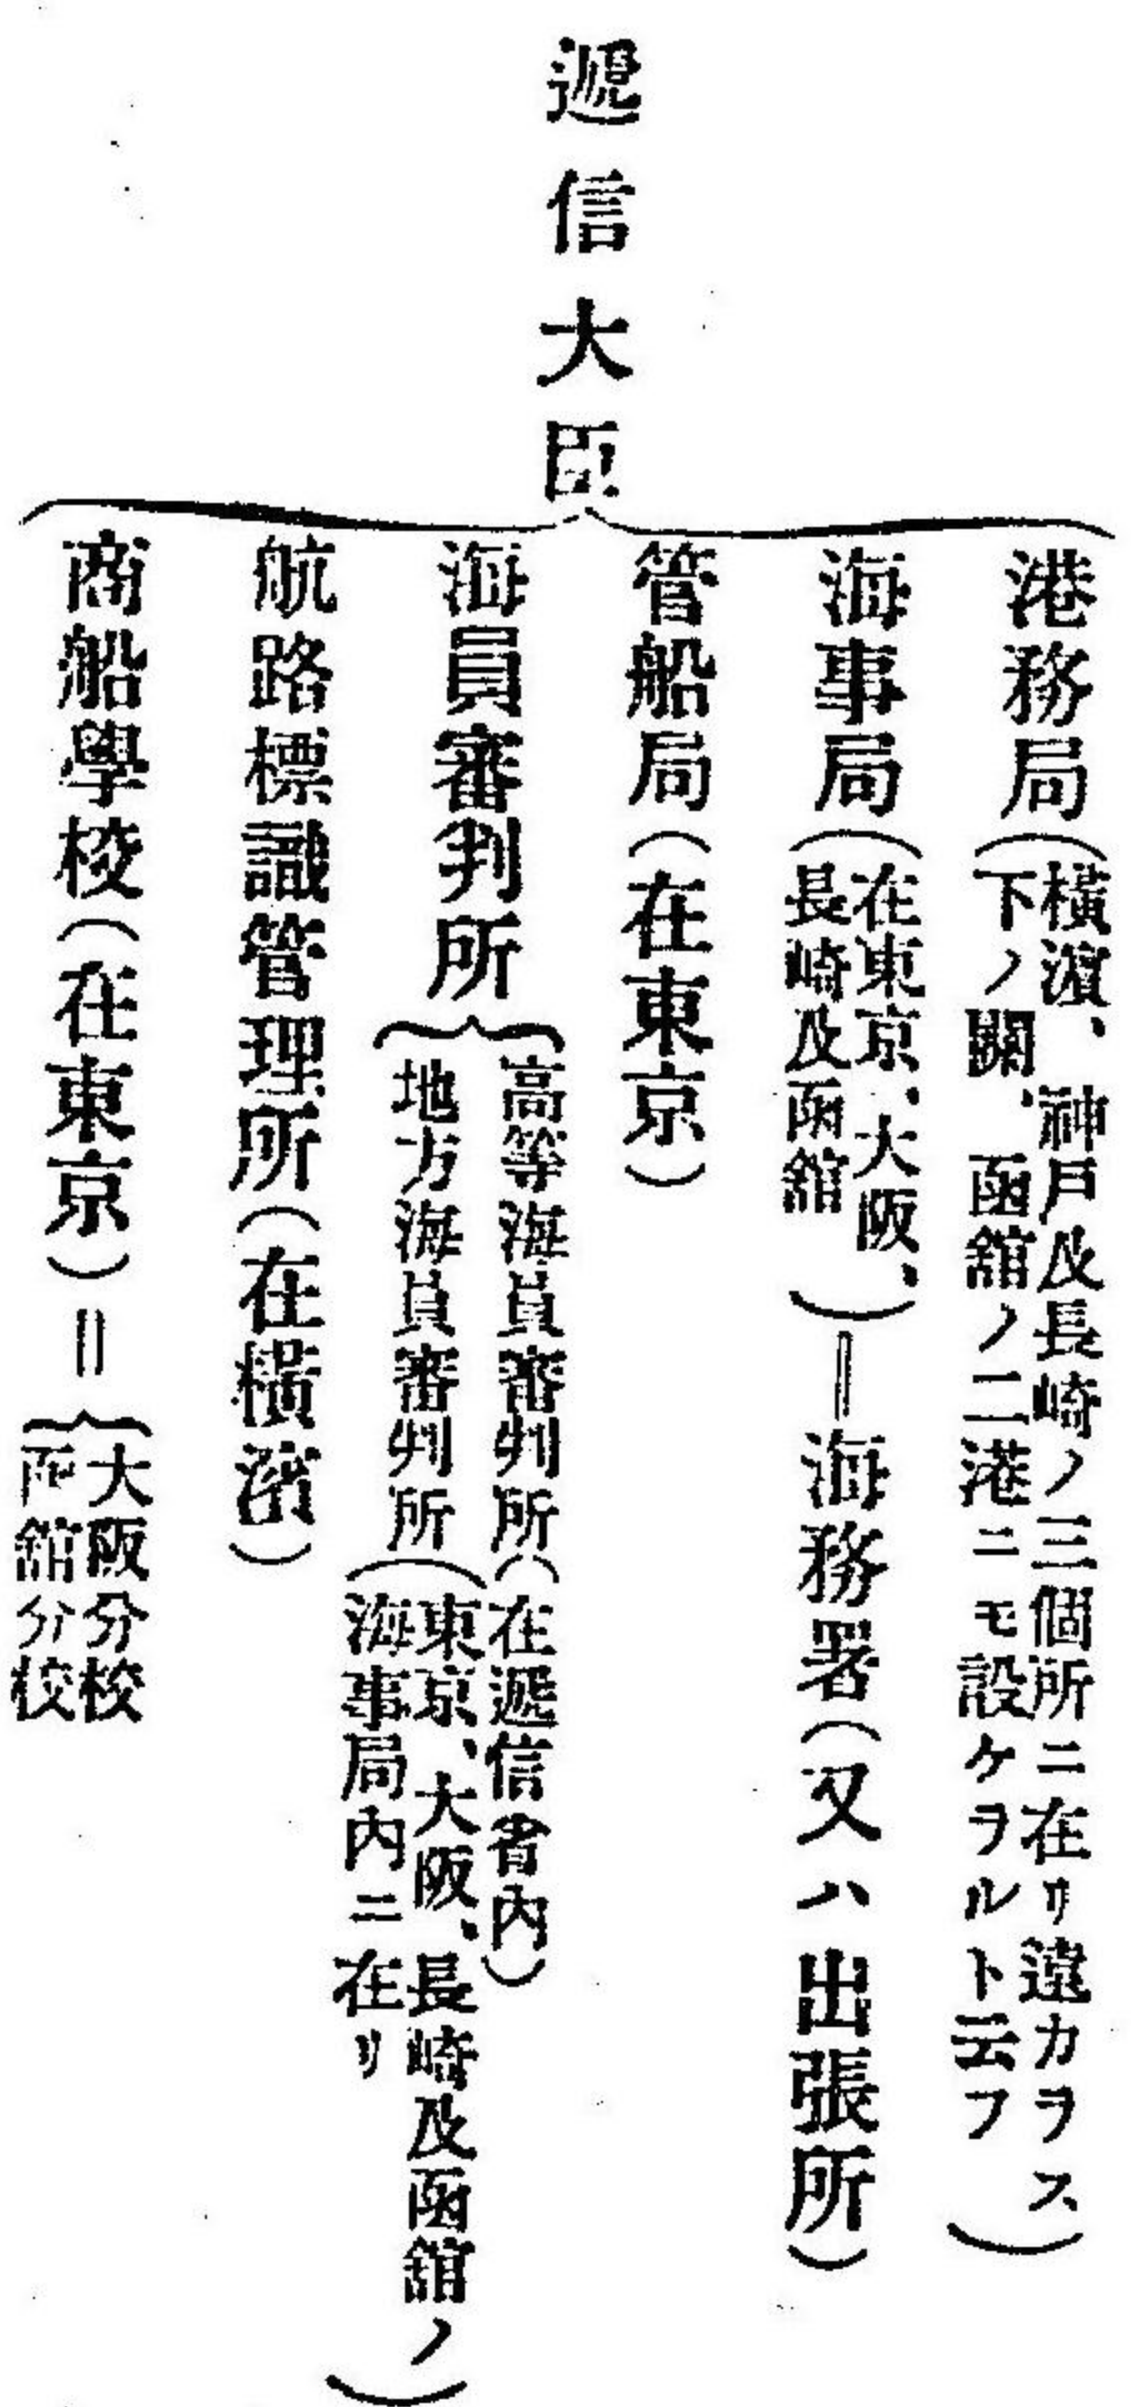 遞信大臣
港務局(橫濱、神戶及長崎ノ三個所ニ在リ遠カラス
下ノ關、函館ノ二港ニモ設ケラルト云フ)
海事局(在東京、大阪、
長崎及函館)=海務署(又ハ出張所)
管船局(在東京)
海員審判所
高等海員審判所(在遞信省內)
地方海員審判所(東京、大阪、長崎及函館ノ
海事局內ニ在リ)
航路標識管理所(在橫濱)
商船學校(在東京)=
大阪分校
函館分校